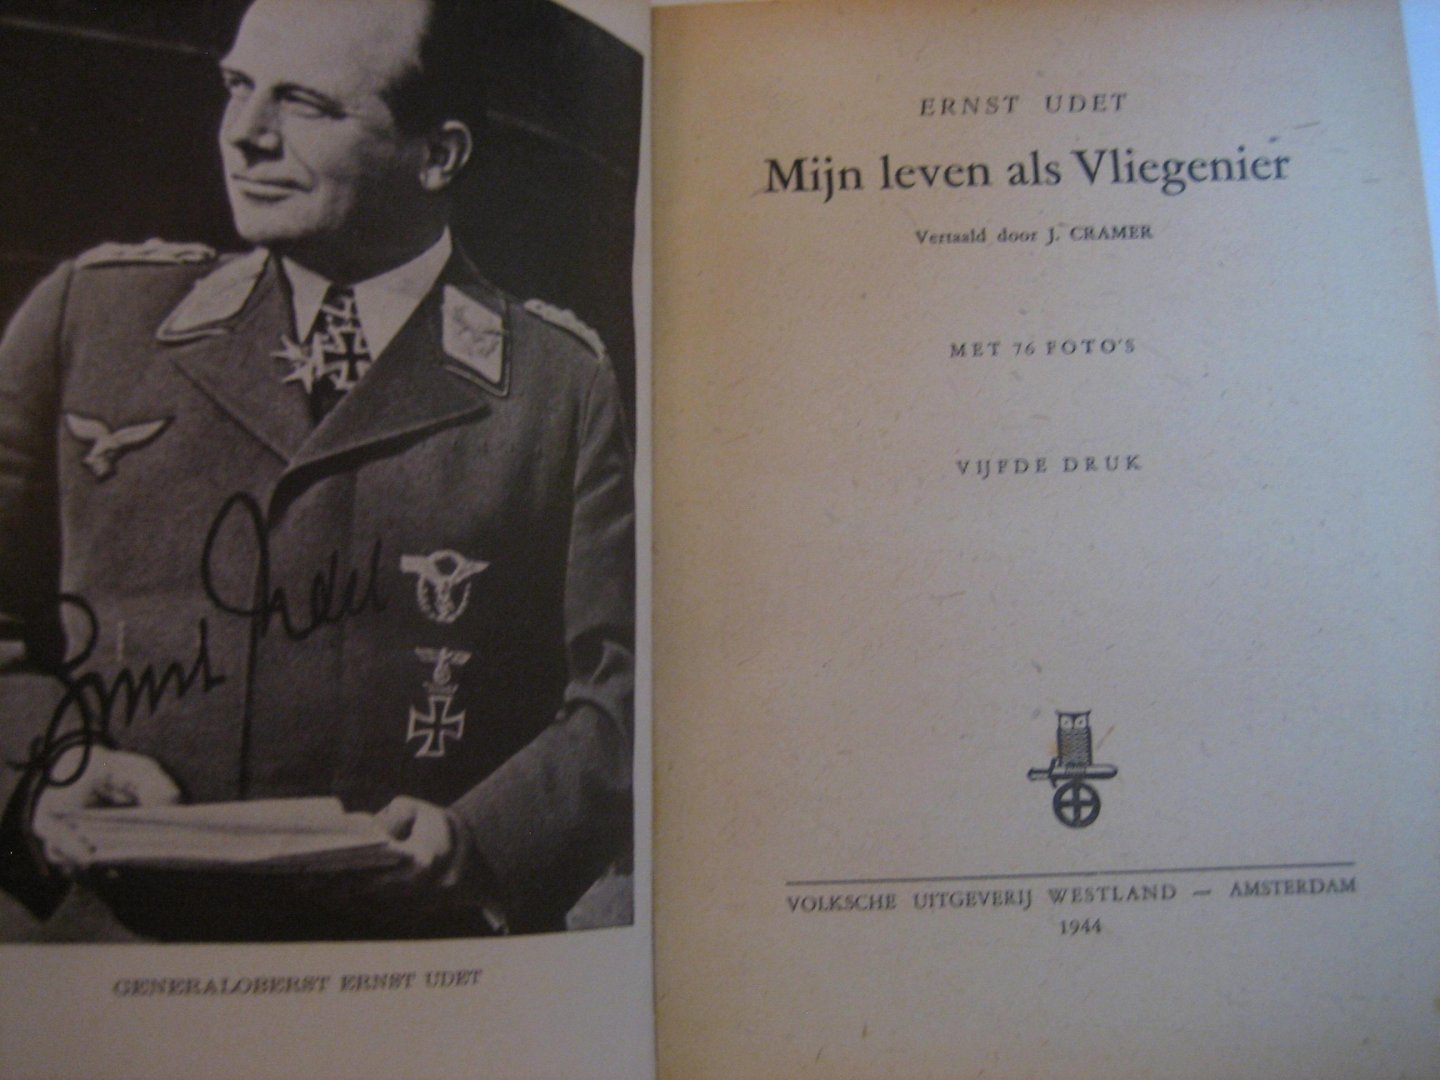 Ernst Udet
GENERALOBERST ERNST UDET
ERNST UDET
Mijn leven als Vliegenier
Vertaald door J. CRAMER
MET 76 FOTO'S
VIJFDE DRUK
VOLKSCHE UITGEVERIJ WESTLAND — AMSTERDAM
1944